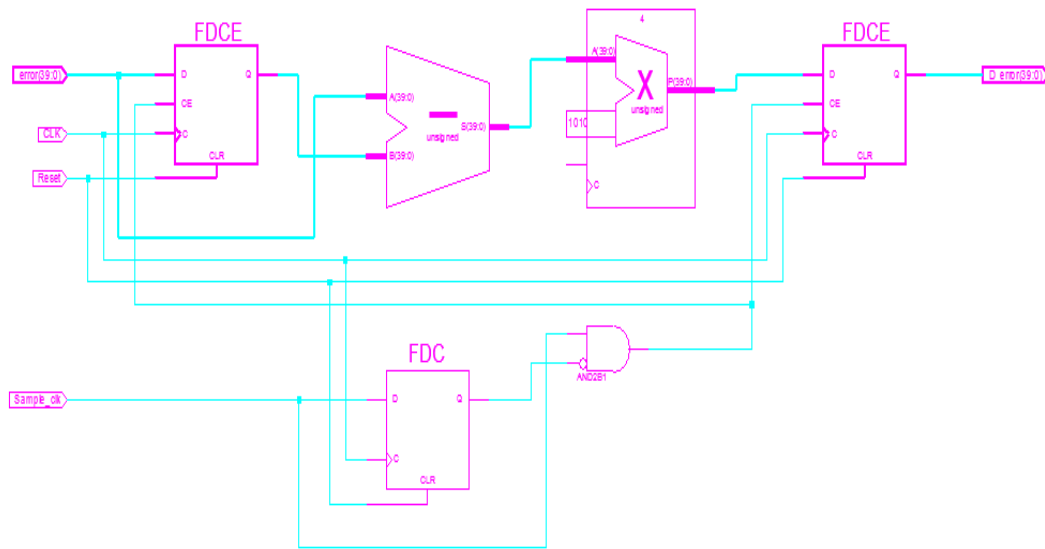 4
FDCE
FDCE
error(39:0)
D
Q
A(39:0)
X
P(39:0)
unsigned
D
Q
D_error(39:0)
CE
A(39:0)
S(39:0)
unsigned
1010
CE
CLK
C
C
CLR
B(39:0)
CLR
Reset
C
FDC
AND2B1
Sample_clk
D
Q
C
CLR